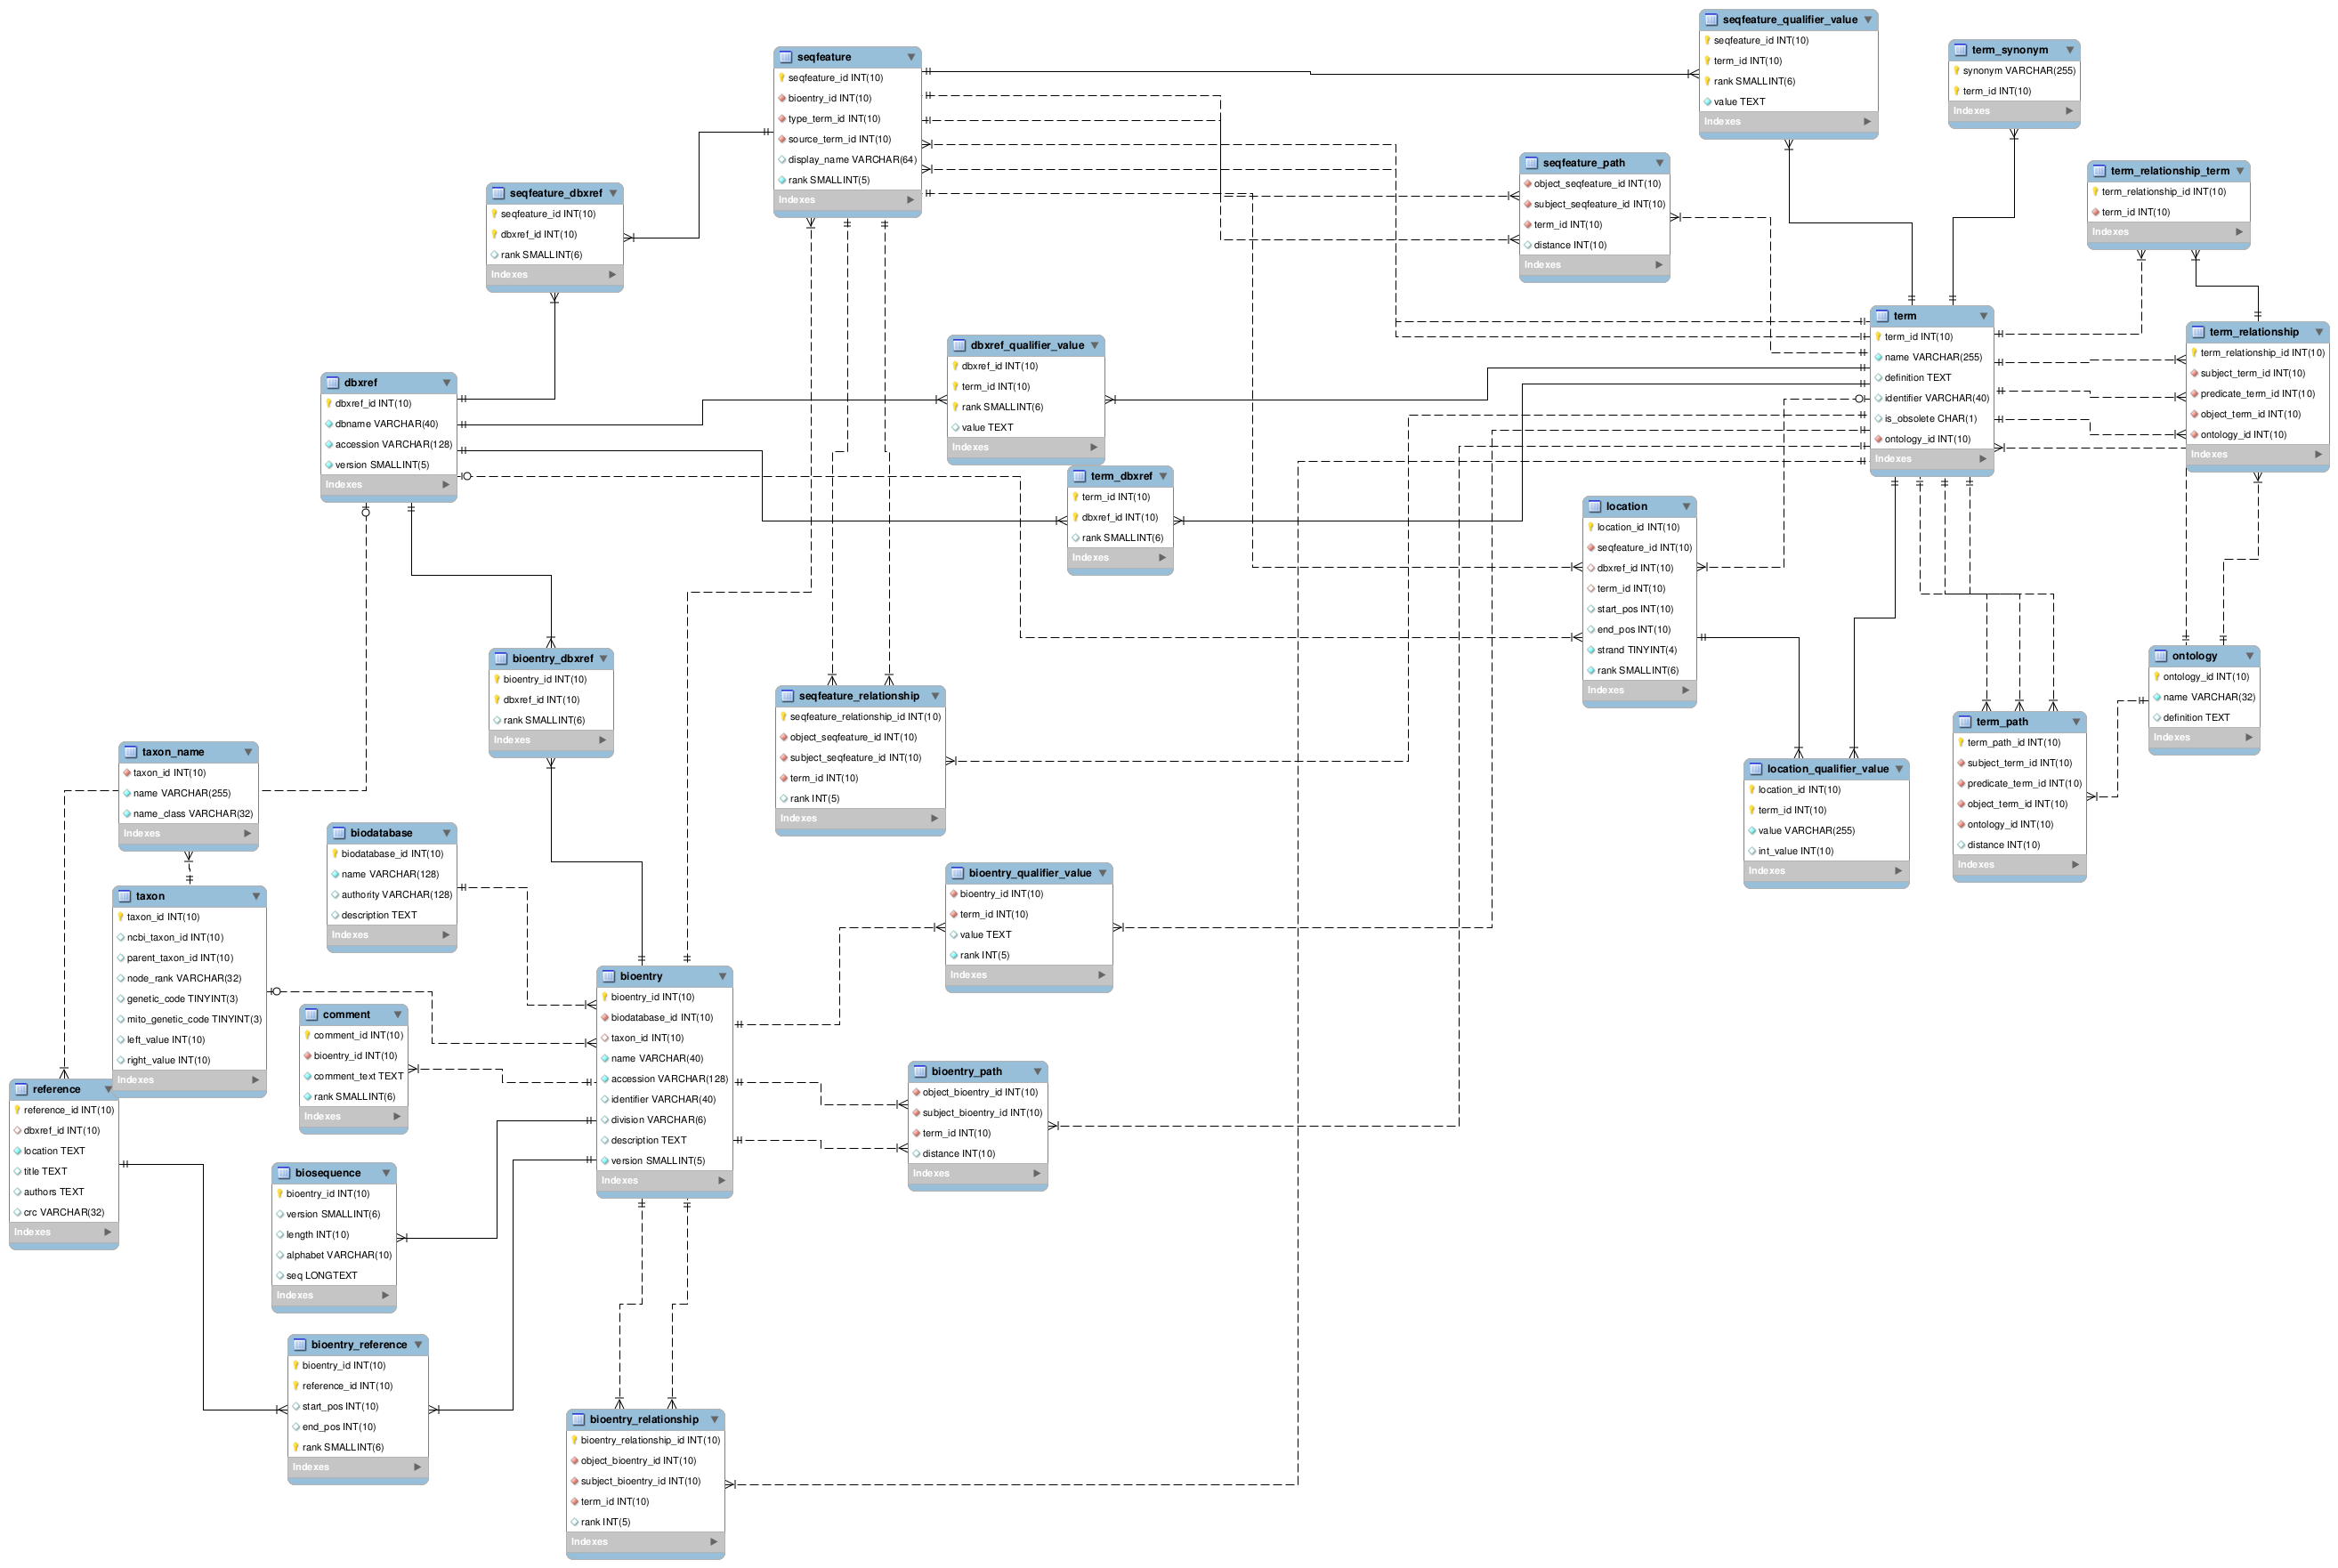 seqfeature_qualifier_value
seqfeature_id INT(10)
term_id INT(10)
rank SMALLINT(6)
value TEXT
Indexes
term_synonym
synonym VARCHAR(255)
term_id INT(10)
Indexes
seqfeature
seqfeature_id INT(10)
bioentry_id INT(10)
type_term_id INT(10)
source_term_id INT(10)
display_name VARCHAR(64)
rank SMALLINT(5)
Indexes
seqfeature_path
object_seqfeature_id INT(10)
subject_seqfeature_id INT(10)
term_id INT(10)
distance INT(10)
Indexes
term_relationship_term
term_relationship_id INT(10)
term_id INT(10)
Indexes
seqfeature_dbxref
seqfeature_id INT(10)
dbxref_id INT(10)
rank SMALLINT(6)
Indexes
term
term_id INT(10)
name VARCHAR(255)
definition TEXT
identifier VARCHAR(40)
is_obsolete CHAR(1)
ontology_id INT(10)
Indexes
term_relationship
term_relationship_id INT(10)
subject_term_id INT(10)
predicate_term_id INT(10)
object_term_id INT(10)
ontology_id INT(10)
Indexes
dbxref_qualifier_value
dbxref_id INT(10)
term_id INT(10)
rank SMALLINT(6)
value TEXT
Indexes
dbxref
dbxref_id INT(10)
dbname VARCHAR(40)
accession VARCHAR(128)
version SMALLINT(5)
Indexes
term_dbxref
term_id INT(10)
dbxref_id INT(10)
rank SMALLINT(6)
Indexes
location
location_id INT(10)
seqfeature_id INT(10)
dbxref_id INT(10)
term_id INT(10)
start_pos INT(10)
end_pos INT(10)
strand TINYINT(4)
rank SMALLINT(6)
Indexes
bioentry_dbxref
bioentry_id INT(10)
dbxref_id INT(10)
rank SMALLINT(6)
Indexes
ontology
ontology_id INT(10)
name VARCHAR(32)
definition TEXT
Indexes
seqfeature_relationship
seqfeature_relationship_id INT(10)
object_seqfeature_id INT(10)
subject_seqfeature_id INT(10)
term_id INT(10)
rank INT(5)
Indexes
term_path
term_path_id INT(10)
subject_term_id INT(10)
predicate_term_id INT(10)
object_term_id INT(10)
ontology_id INT(10)
distance INT(10)
Indexes
taxon_name
taxon_id INT(10)
name VARCHAR(255)
name_class VARCHAR(32)
Indexes
location_qualifier_value
location_id INT(10)
term_id INT(10)
value VARCHAR(255)
int_value INT(10)
Indexes
biodatabase
biodatabase_id INT(10)
name VARCHAR(128)
authority VARCHAR(128)
description TEXT
Indexes
bioentry_qualifier_value
bioentry_id INT(10)
term_id INT(10)
value TEXT
rank INT(5)
Indexes
taxon
taxon_id INT(10)
ncbi_taxon_id INT(10)
parent_taxon_id INT(10)
node_rank VARCHAR(32)
genetic_code TINYINT(3)
mito_genetic_code TINYINT(3)
left_value INT(10)
right_value INT(10)
Indexes
bioentry
bioentry_id INT(10)
biodatabase_id INT(10)
taxon_id INT(10)
name VARCHAR(40)
accession VARCHAR(128)
identifier VARCHAR(40)
division VARCHAR(6)
description TEXT
version SMALLINT(5)
Indexes
comment
comment_id INT(10)
bioentry_id INT(10)
comment_text TEXT
rank SMALLINT(6)
Indexes
bioentry_path
object_bioentry_id INT(10)
subject_bioentry_id INT(10)
term_id INT(10)
distance INT(10)
Indexes
reference
reference_id INT(10)
dbxref_id INT(10)
location TEXT
title TEXT
authors TEXT
crc VARCHAR(32)
Indexes
biosequence
bioentry_id INT(10)
version SMALLINT(6)
length INT(10)
alphabet VARCHAR(10)
seq LONGTEXT
Indexes
bioentry_reference
bioentry_id INT(10)
reference_id INT(10)
start_pos INT(10)
end_pos INT(10)
rank SMALLINT(6)
Indexes
bioentry_relationship
bioentry_relationship_id INT(10)
object_bioentry_id INT(10)
subject_bioentry_id INT(10)
term_id INT(10)
rank INT(5)
Indexes